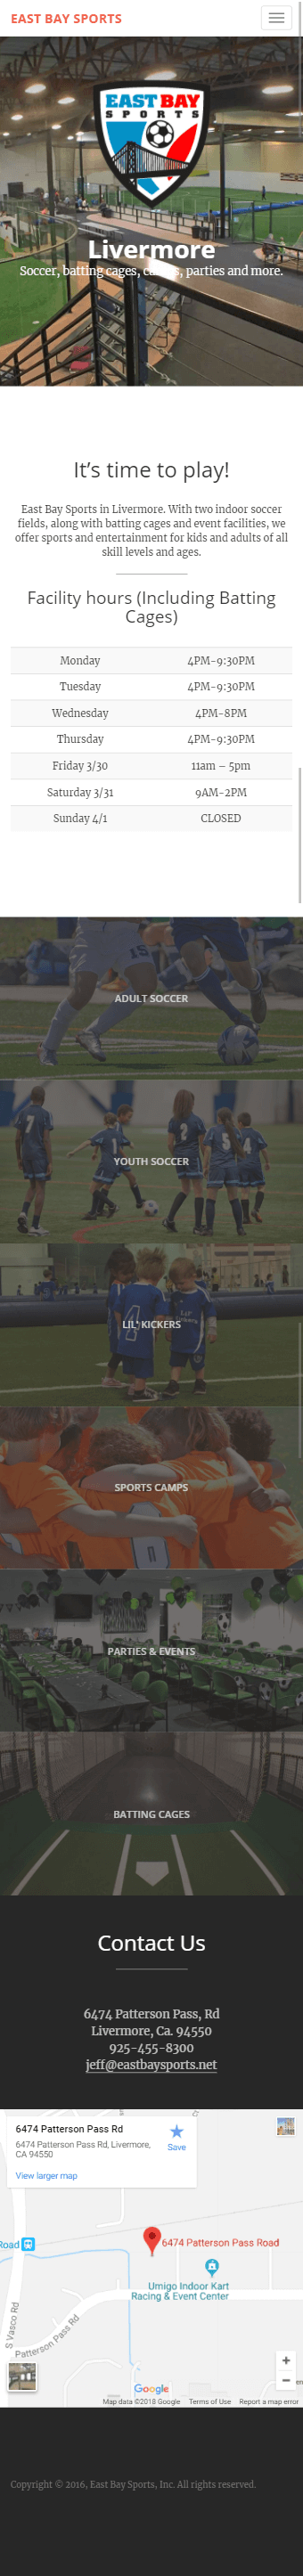 EAST BAY SPORTS
EAST BAY
SPORTS
Livermore
Soccer, batting cages, camps, parties and more.
It's time to play!
East Bay Sports in Livermore. With two indoor soccer
fields, along with batting cages and event facilities, we
offer sports and entertainment for kids and adults of all
skill levels and ages.
Facility hours (Including Batting
Cages)
Monday 4PM-9:30PM
Tuesday 4PM-9:30PM
Wednesday 4PM-8PM
Thursday 4PM-9:30PM
Friday 3/30 11am – 5pm
Saturday 3/31 9AM-2PM
Sunday 4/1 CLOSED
ADULT SOCCER
YOUTH SOCCER
LIL' KICKERS
SPORTS CAMPS
PARTIES & EVENTS
BATTING CAGES
Contact Us
6474 Patterson Pass, Rd
Livermore, Ca. 94550
925-455-8300
jeff@eastbaysports.net
6474 Patterson Pass Rd
6474 Patterson Pass Rd, Livermore,
CA 94550
Save
View larger map
Road
6474 Patterson Pass Road
Umigo Indoor Kart
Racing & Event Center
S Vasco Rd
Patterson Pass Rd
Google
Map data ©2018 Google Terms of Use Report a map error
Copyright © 2016, East Bay Sports, Inc. All rights reserved.